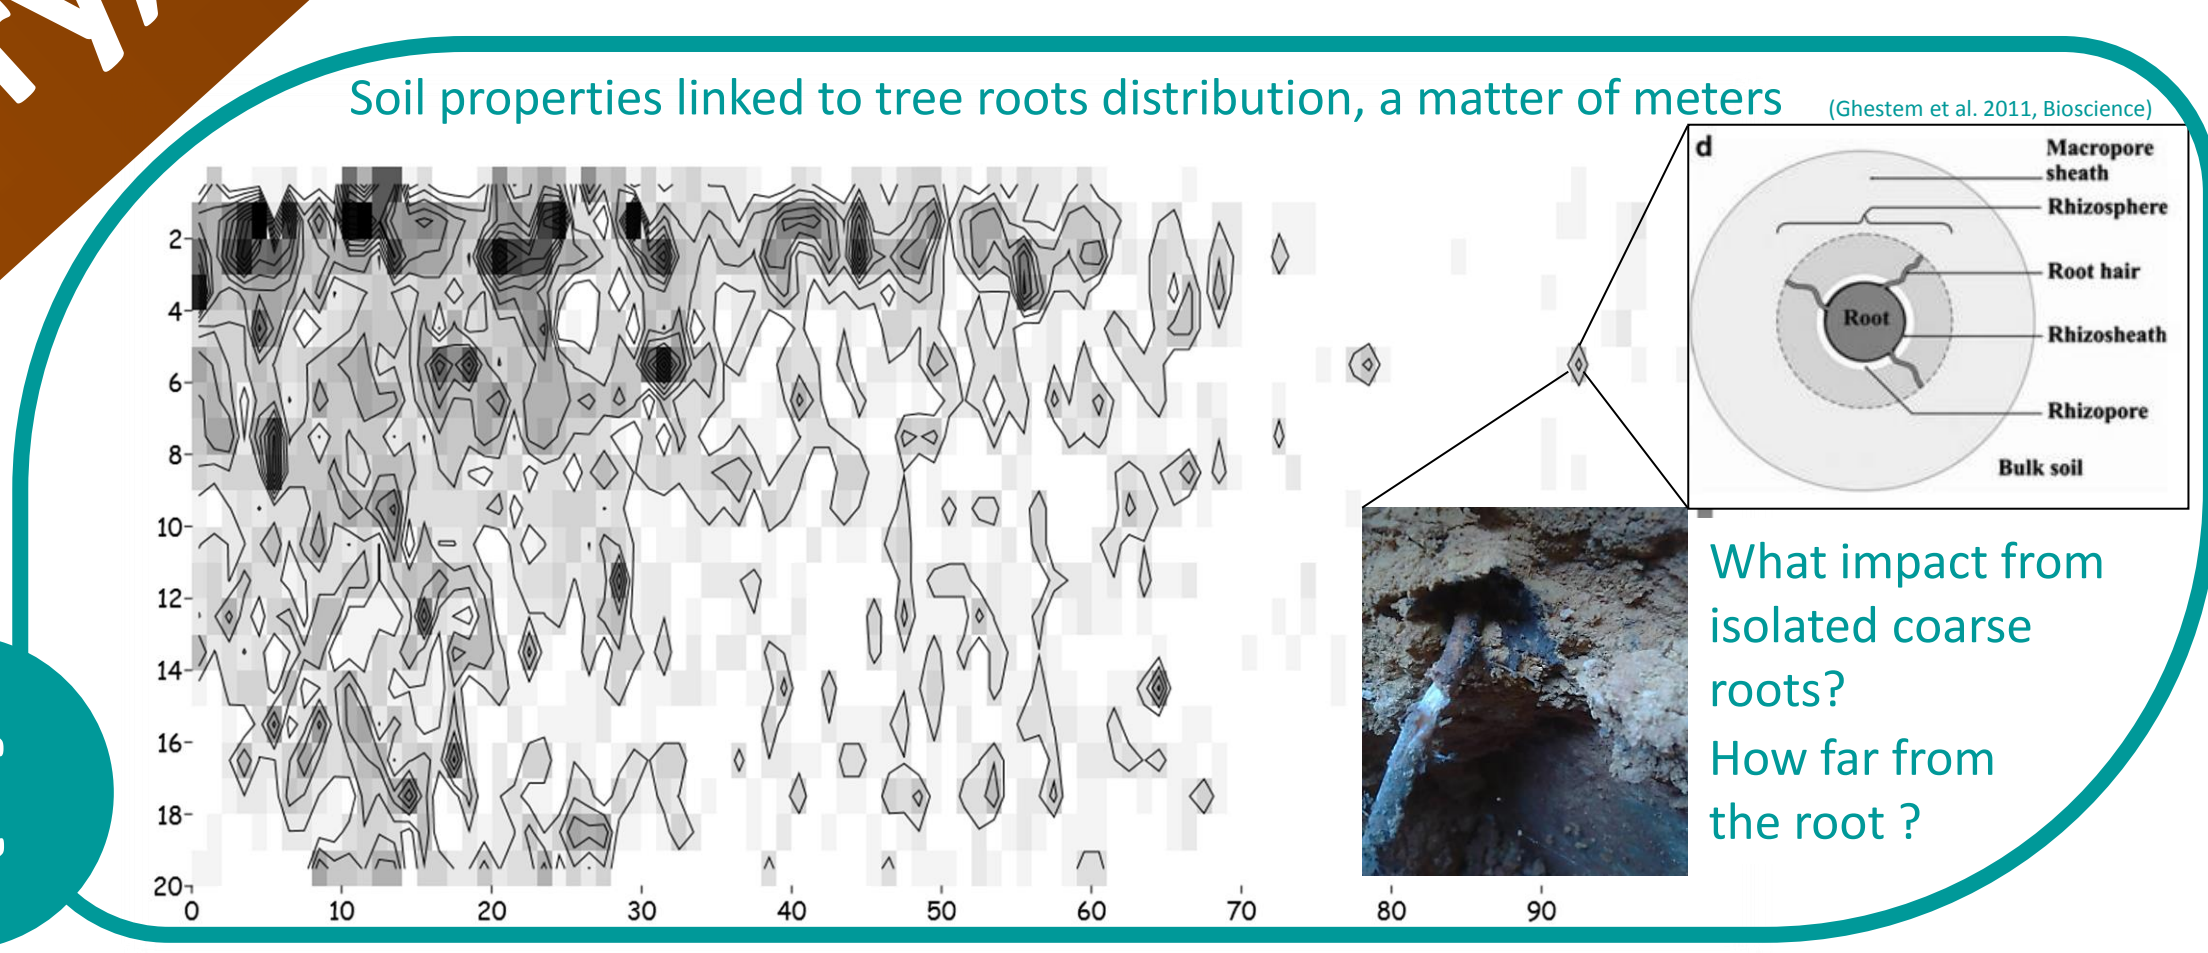 Soil properties linked to tree roots distribution, a matter of meters
(Ghestem et al. 2011, Bioscience)
d
Macropore
sheath
Rhizosphere
Root hair
Root
Rhizosheath
Rhizopore
Bulk soil
2
4
6
8
10
12
14
16
18
20
0 10 20 30 40 50 60 70 80 90
What impact from
isolated coarse
roots?
How far from
the root ?